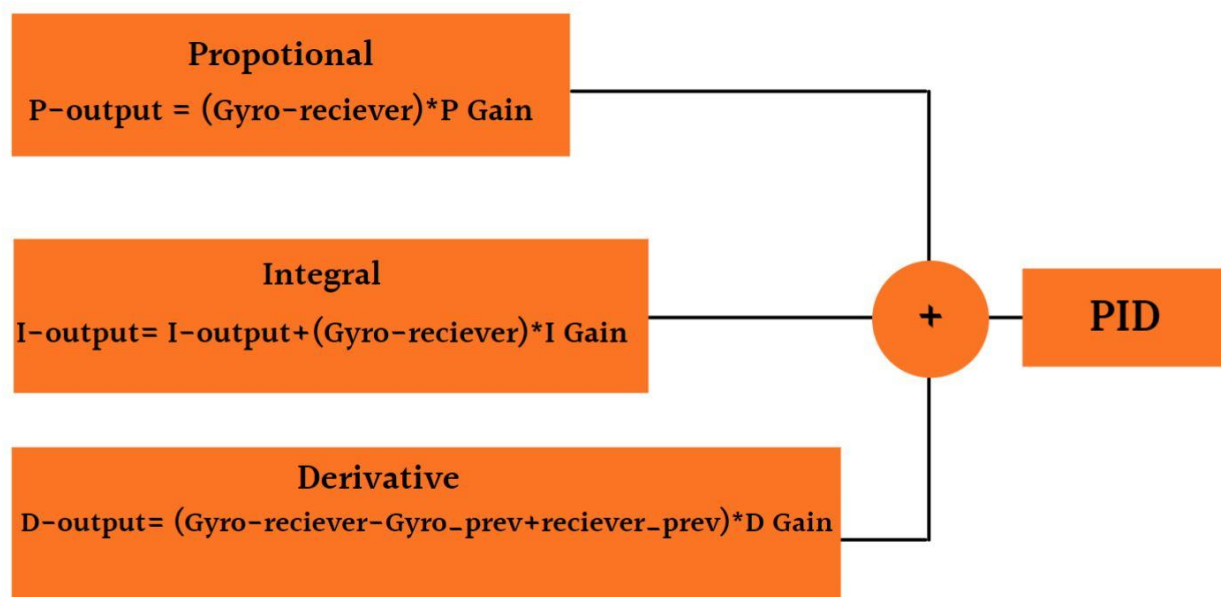 Propotional
P-output = (Gyro-reciever)*P Gain
Integral
I-output= I-output+(Gyro-reciever)*I Gain
+
PID
Derivative
D-output= (Gyro-reciever-Gyro_prev+reciever_prev)*D Gain